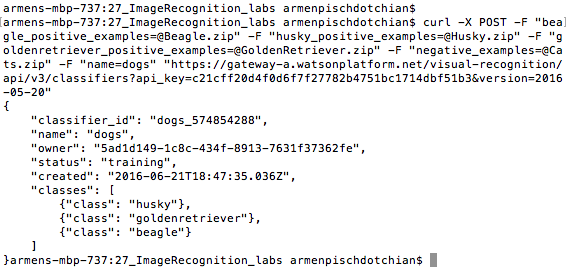 armens-mbp-737:27_ImageRecognition_labs armenpischdotchian$
[armens-mbp-737:27_ImageRecognition_labs armenpischdotchian$ curl -X POST -F "bea]
gle_positive_examples=@Beagle.zip" -F "husky_positive_examples=@Husky.zip" -F "g
oldenretriever_positive_examples=@GoldenRetriever.zip" -F "negative_examples=@Ca
ts.zip" -F "name=dogs" "https://gateway-a.watsonplatform.net/visual-recognition/
api/v3/classifiers?api_key=c21cff20d4f0d6f7f27782b4751bc1714dbf51b3&version=2016
-05-20"
{
    "classifier_id": "dogs_574854288",
    "name": "dogs",
    "owner": "5ad1d149-1c8c-434f-8913-7631f37362fe",
    "status": "training",
    "created": "2016-06-21T18:47:35.036Z",
    "classes": [
        {"class": "husky"},
        {"class": "goldenretriever"},
        {"class": "beagle"}
    ]
}armens-mbp-737:27_ImageRecognition_labs armenpischdotchian$